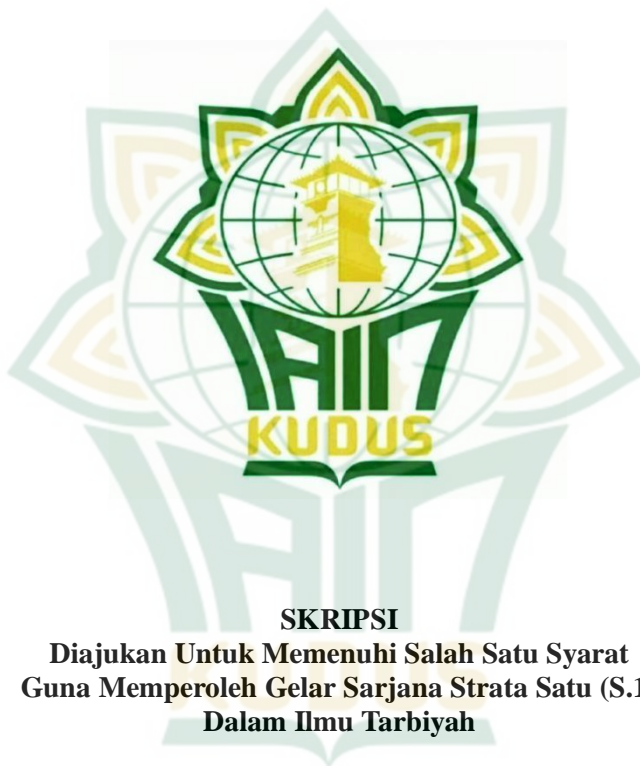 IAIN
KUDUS
SKRIPSI
Diajukan Untuk Memenuhi Salah Satu Syarat
Guna Memperoleh Gelar Sarjana Strata Satu (S.1
Dalam Ilmu Tarbiyah